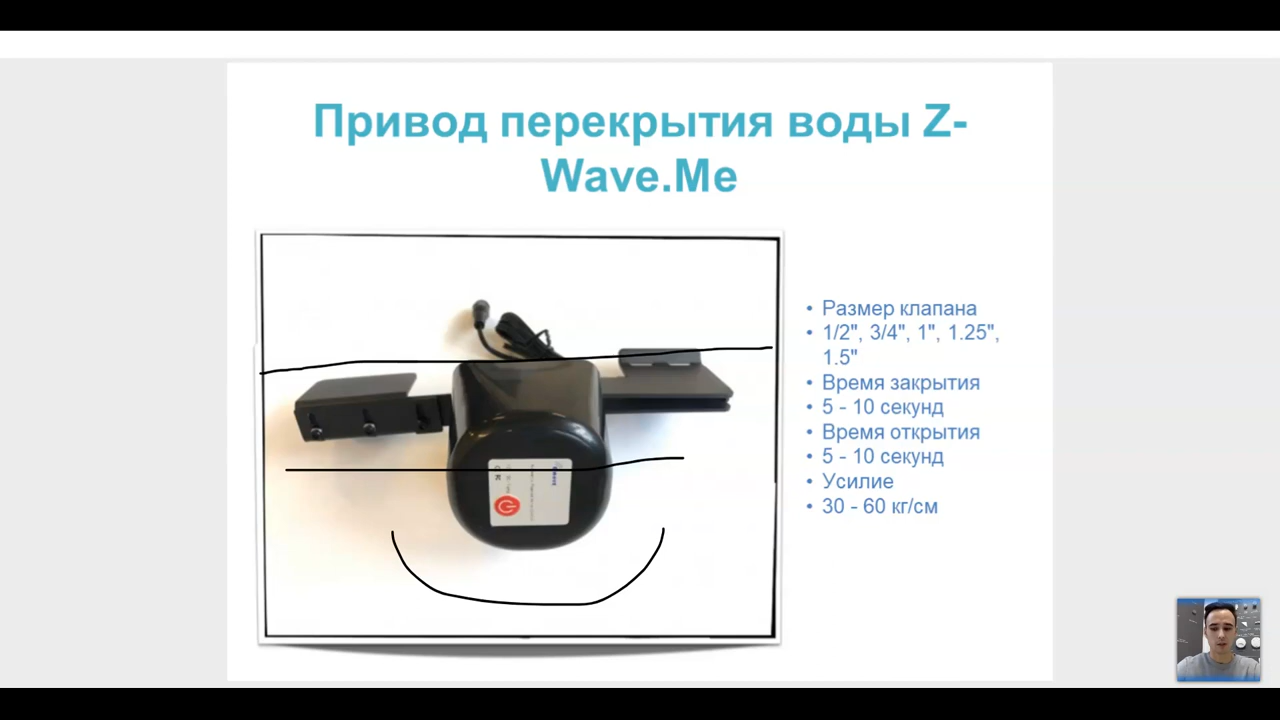 Привод перекрытия воды Z-
Wave.Me
• Размер клапана
• 1/2", 3/4", 1", 1.25",
1.5"
• Время закрытия
• 5 - 10 секунд
• Время открытия
• 5 - 10 секунд
• Усилие
• 30 - 60 кг/см